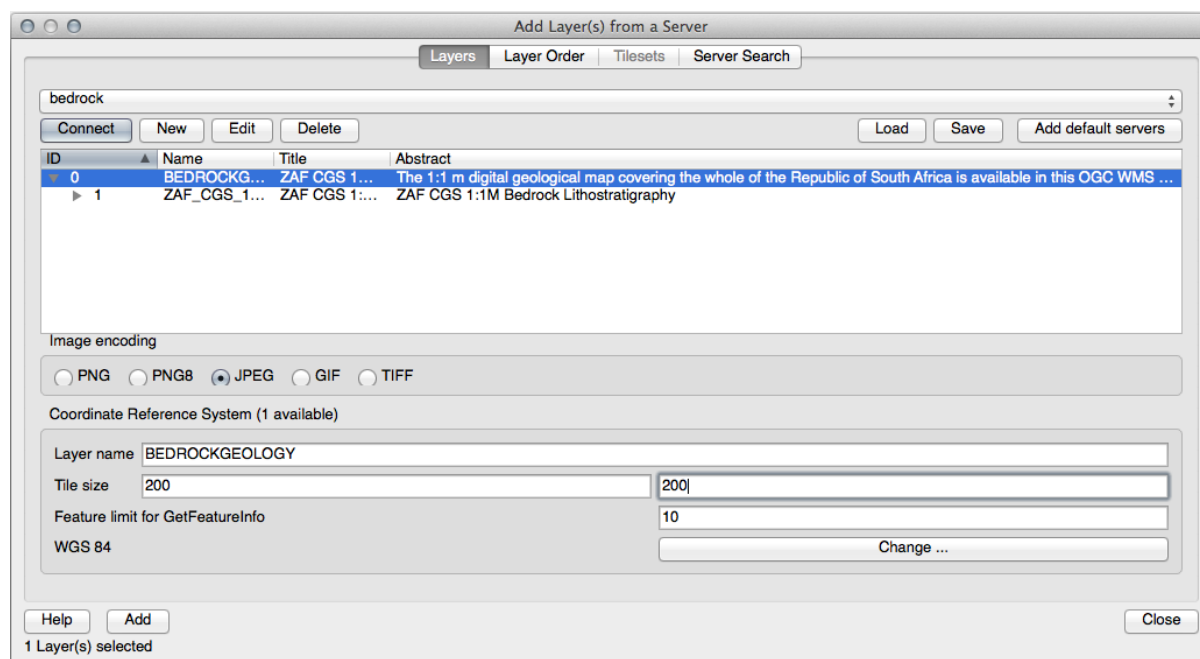 Add Layer(s) from a Server
Layers Layer Order Tilesets Server Search
bedrock
Connect New Edit Delete Load Save Add default servers
ID Name Title Abstract
0 BEDROCKG... ZAF CGS 1... The 1:1 m digital geological map covering the whole of the Republic of South Africa is available in this OGC WMS ...
1 ZAF_CGS_1... ZAF CGS 1:... ZAF CGS 1:1M Bedrock Lithostratigraphy
Image encoding
PNG PNG8 JPEG GIF TIFF
Coordinate Reference System (1 available)
Layer name BEDROCKGEOLOGY
Tile size 200 200
Feature limit for GetFeatureInfo 10
WGS 84 Change ...
Help Add Close
1 Layer(s) selected